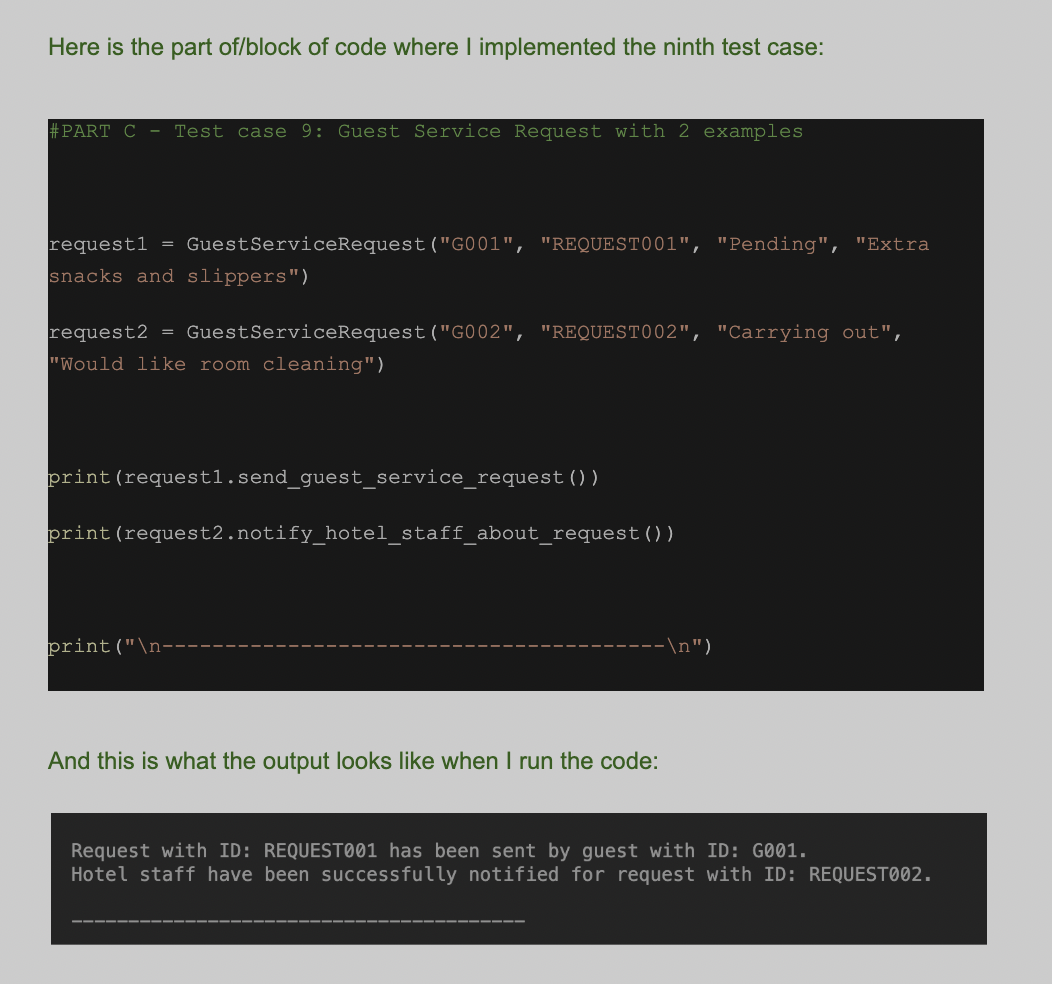 Here is the part of/block of code where I implemented the ninth test case:
#PART C - Test case 9: Guest Service Request with 2 examples
request1 = GuestServiceRequest("G001", "REQUEST001", "Pending", "Extra
snacks and slippers")
request2 = GuestServiceRequest("G002", "REQUEST002", "Carrying out",
"Would like room cleaning")
print(request1.send_guest_service_request())
print(request2.notify_hotel_staff_about_request())
print("\n----------------------------------------\n")
And this is what the output looks like when I run the code:
Request with ID: REQUEST001 has been sent by guest with ID: G001.
Hotel staff have been successfully notified for request with ID: REQUEST002.
----------------------------------------